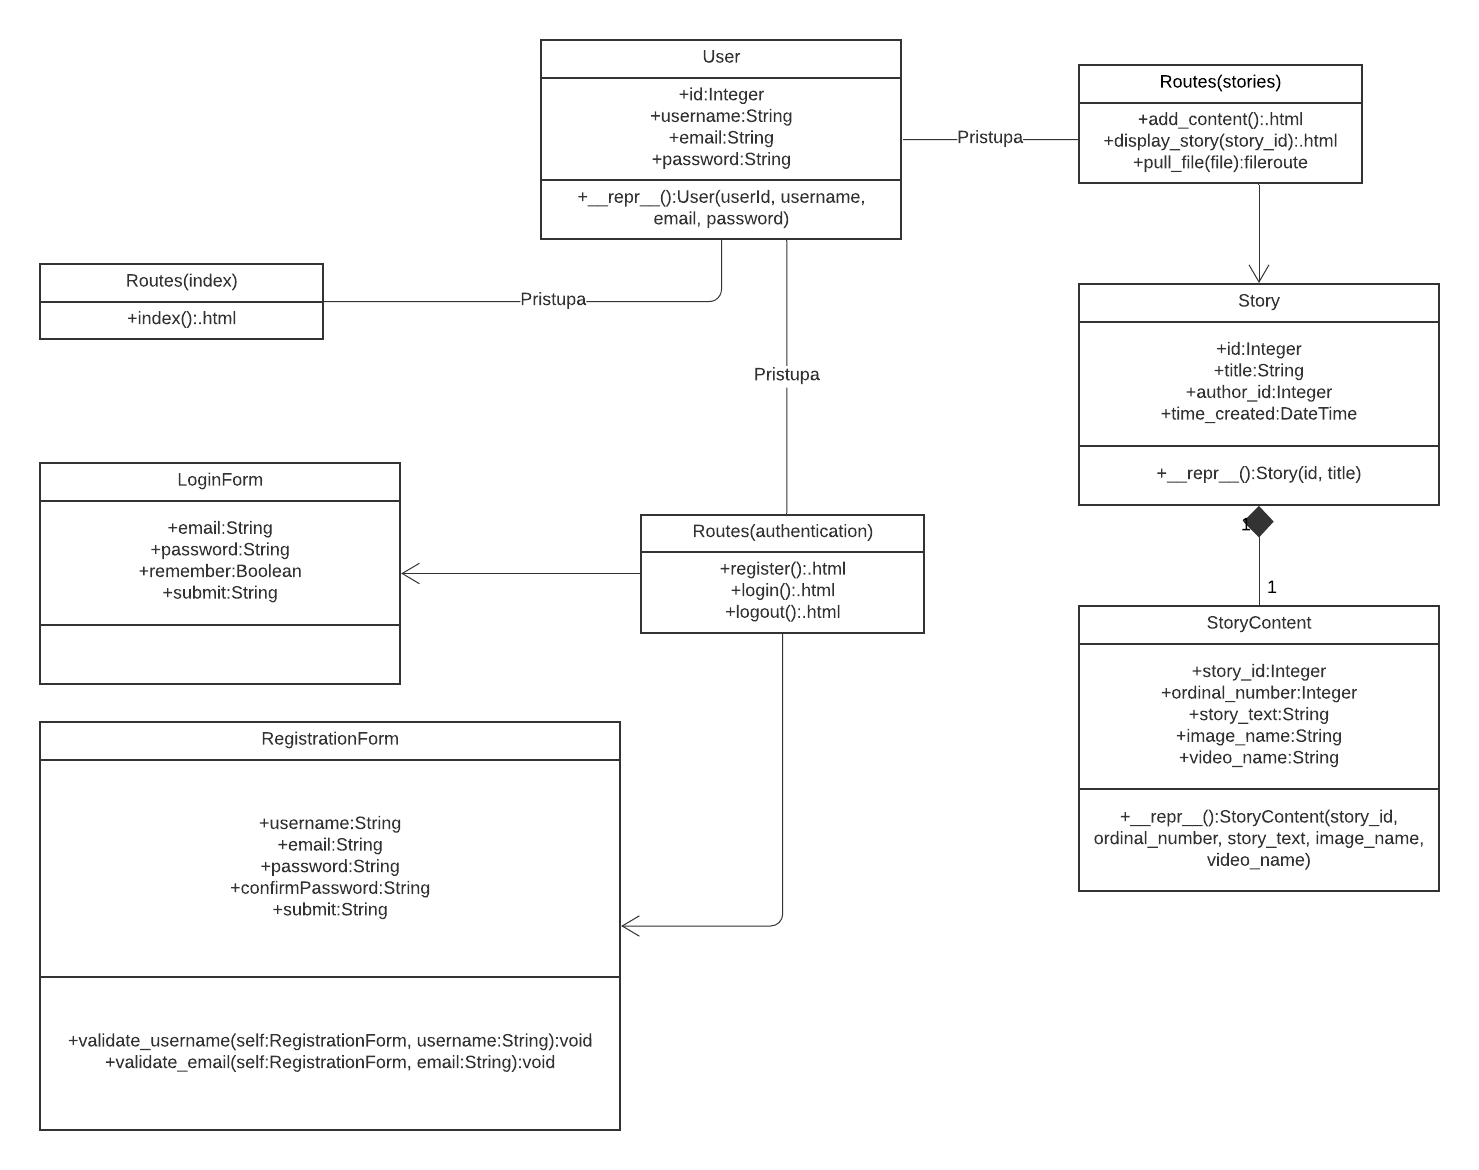 User
+id:Integer
+username:String
+email:String
+password:String
+__repr__():User(userId, username,
email, password)
Pristupa
Routes(stories)
+add_content():.html
+display_story(story_id):.html
+pull_file(file):fileroute
Routes(index)
+index():.html
Pristupa
Pristupa
Story
+id:Integer
+title:String
+author_id:Integer
+time_created:DateTime
+__repr__():Story(id, title)
1
1
LoginForm
+email:String
+password:String
+remember:Boolean
+submit:String
Routes(authentication)
+register():.html
+login():.html
+logout():.html
StoryContent
+story_id:Integer
+ordinal_number:Integer
+story_text:String
+image_name:String
+video_name:String
+__repr__():StoryContent(story_id,
ordinal_number, story_text, image_name,
video_name)
RegistrationForm
+username:String
+email:String
+password:String
+confirmPassword:String
+submit:String
+validate_username(self:RegistrationForm, username:String):void
+validate_email(self:RegistrationForm, email:String):void